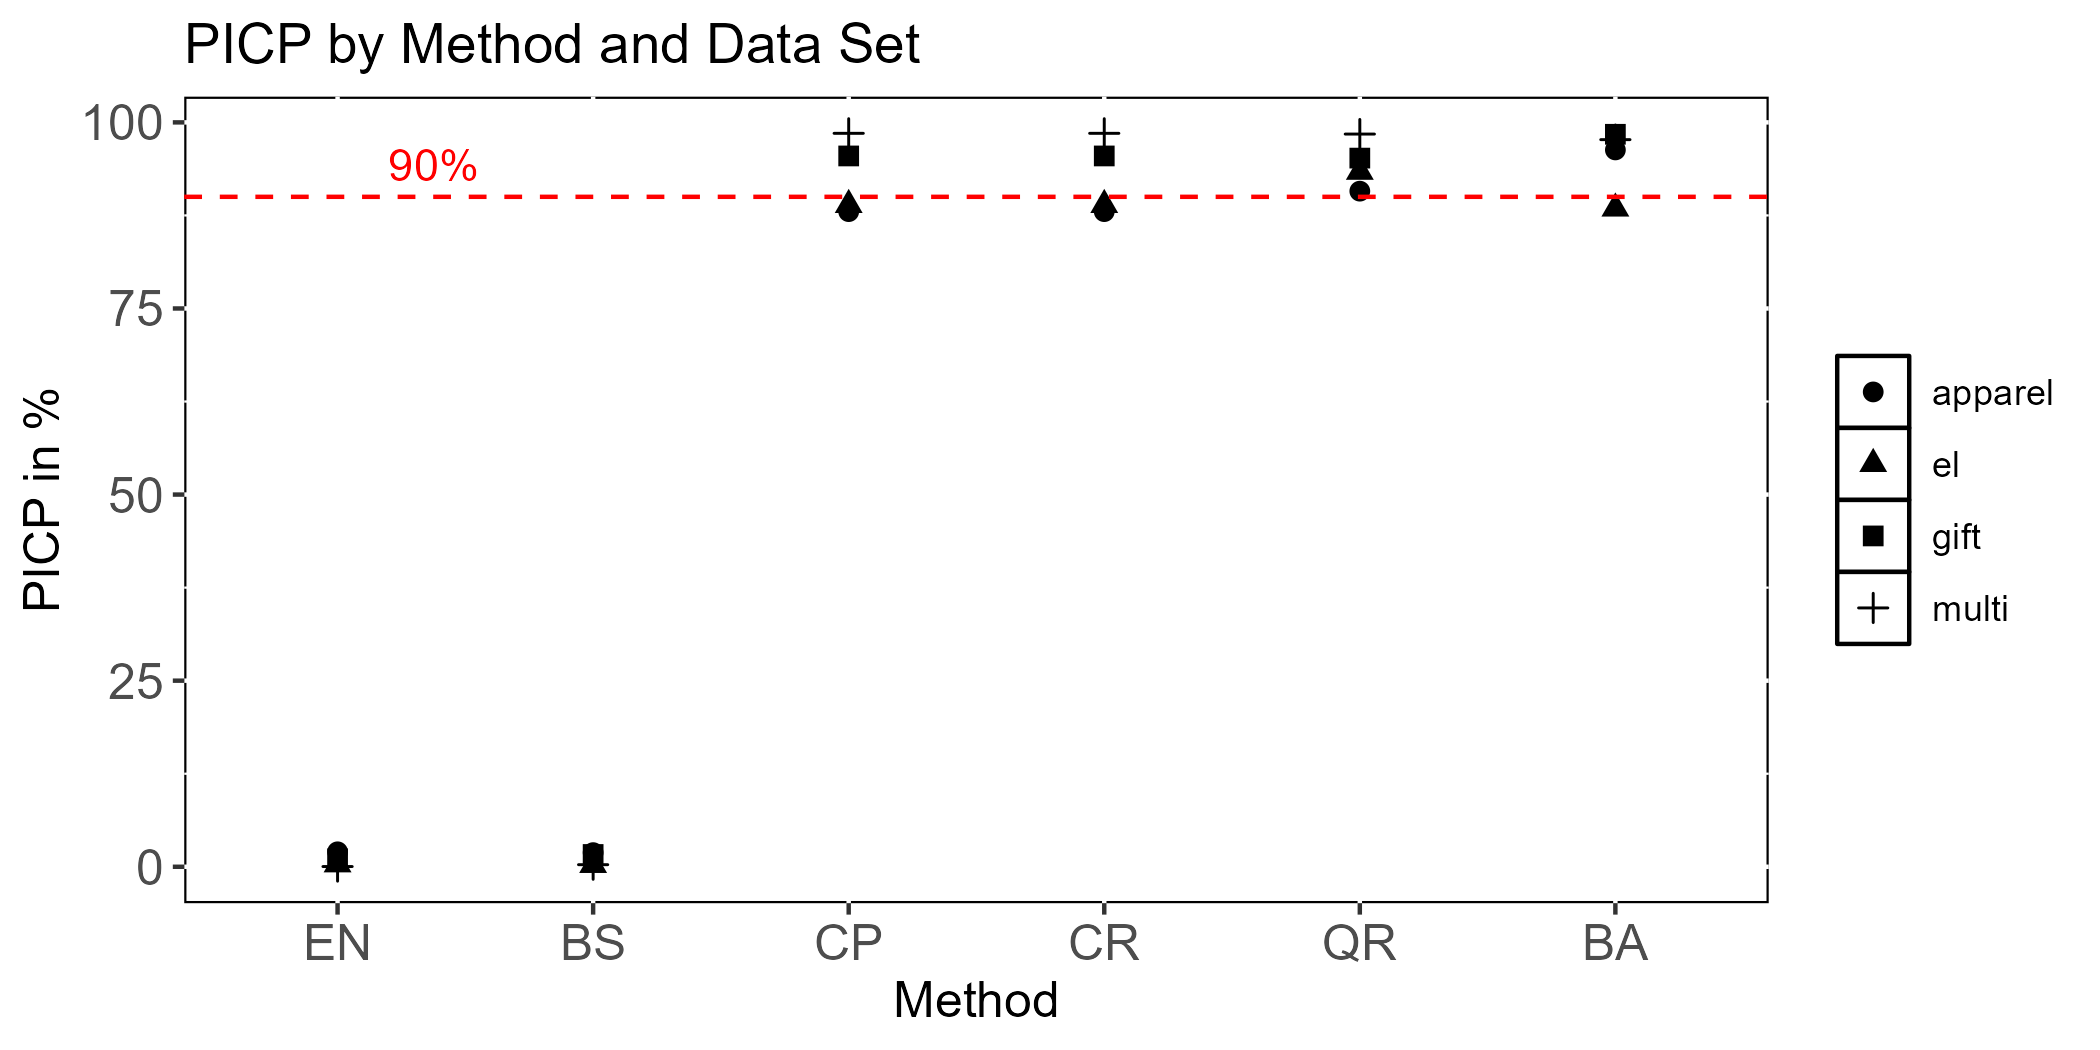 PICP by Method and Data Set
100
90%
75
50
25
0
PICP in %
EN BS CP CR QR BA
Method
apparel
el
gift
multi